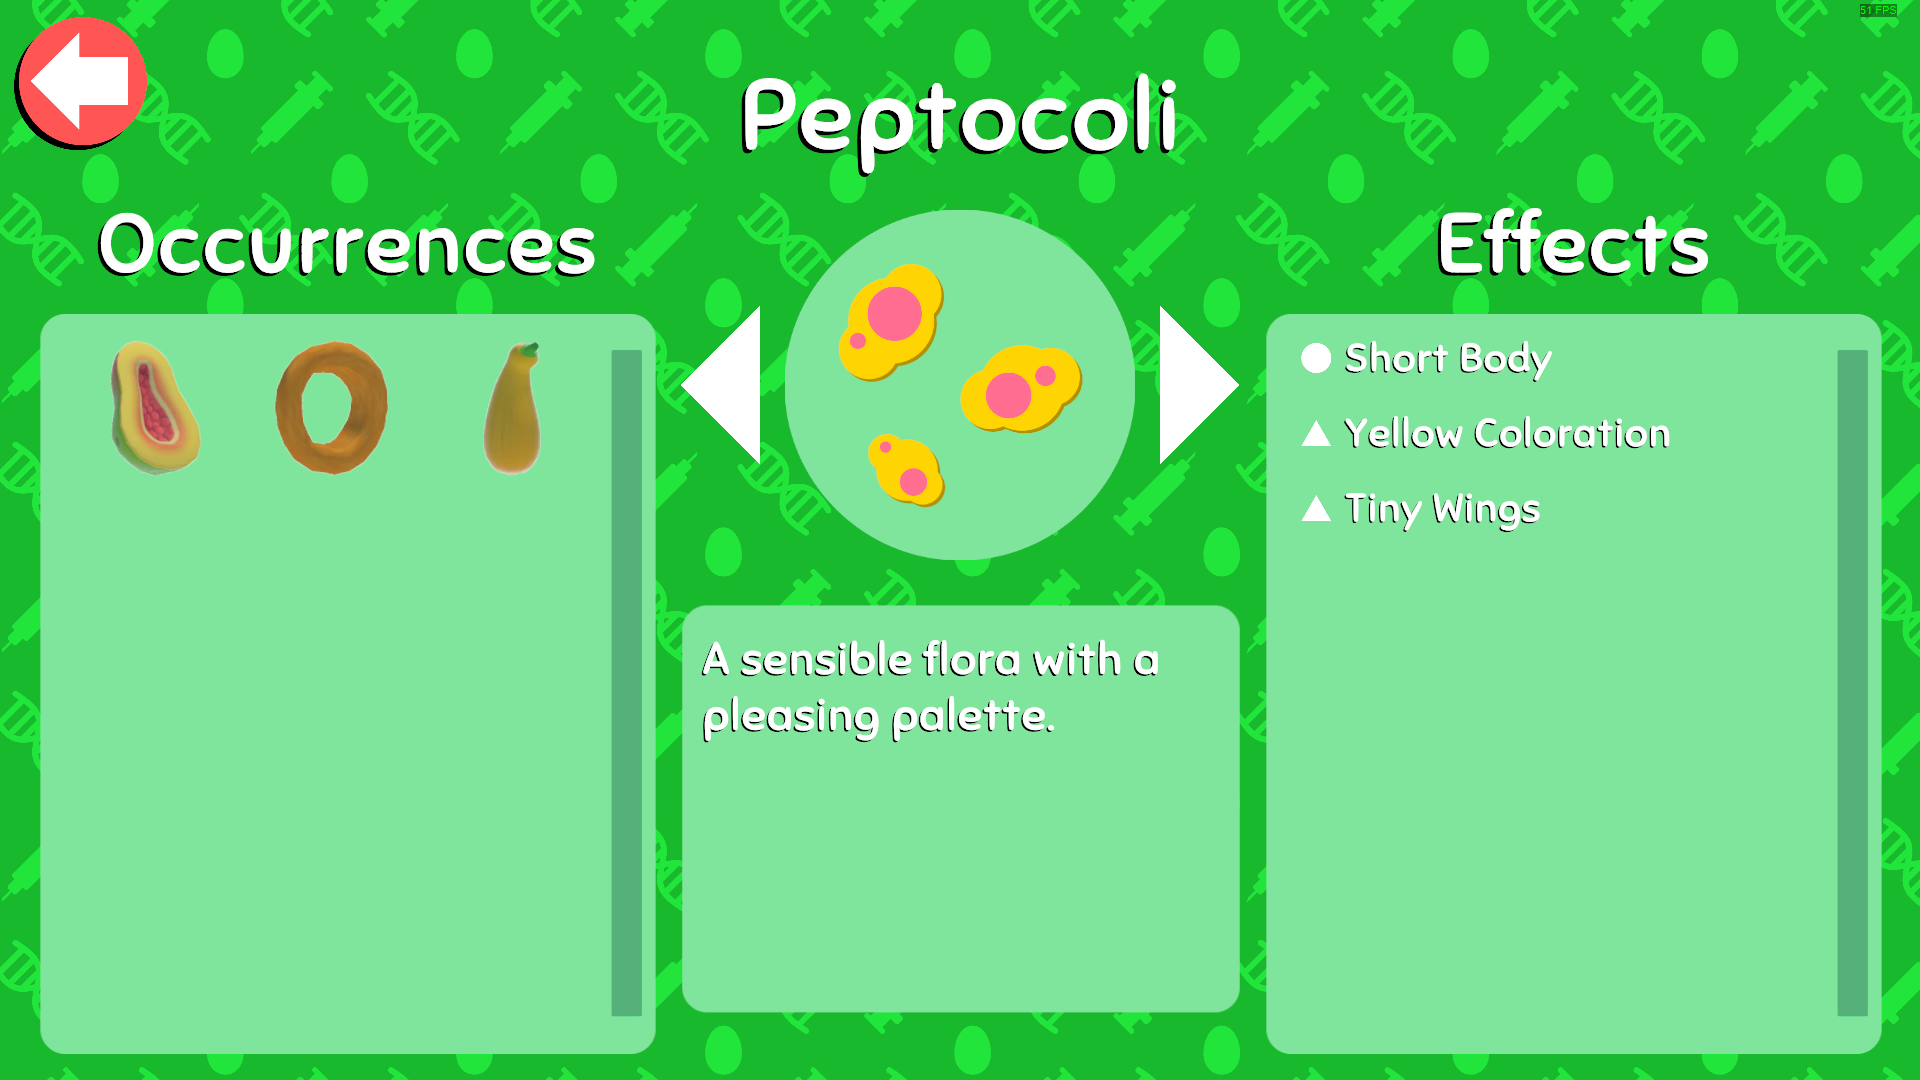 51 FPS
Peptocoli
Occurrences
Effects
Short Body
Yellow Coloration
Tiny Wings
A sensible flora with a
pleasing palette.